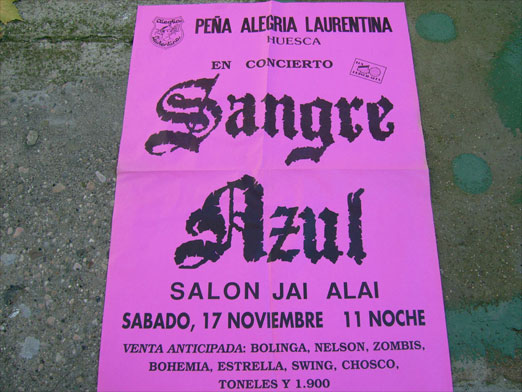 PEÑA ALEGRIA LAURENTINA
HUESCA
EN CONCIERTO
Sangre
Azul
SALON JAI ALAI
SABADO, 17 NOVIEMBRE 11 NOCHE
VENTA ANTICIPADA: BOLINGA, NELSON, ZOMBIS,
BOHEMIA, ESTRELLA, SWING, CHOSCO,
TONELES Y 1.900